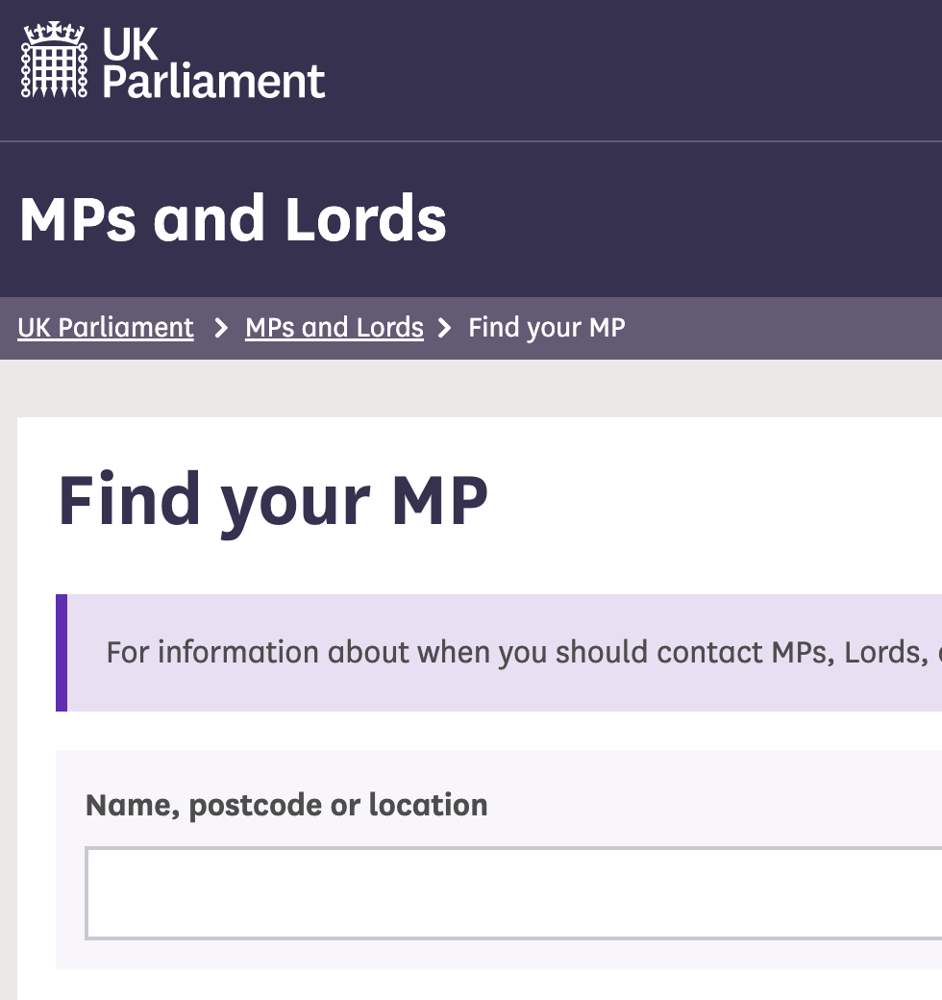 UK
Parliament
MPs and Lords
UK Parliament > MPs and Lords > Find your MP
Find your MP
For information about when you should contact MPs, Lords,
Name, postcode or location